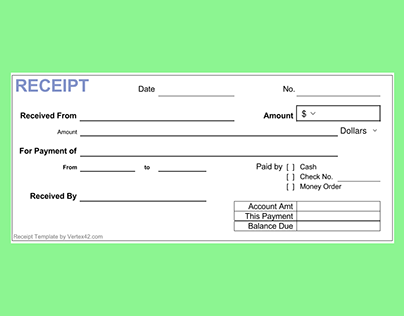 RECEIPT Date No.
Received From Amount $
Amount Dollars
For Payment of
From to Paid by [ ] Cash
[ ] Check No.
[ ] Money Order
Received By
Account Amt
This Payment
Balance Due
Receipt Template by Vertex42.com